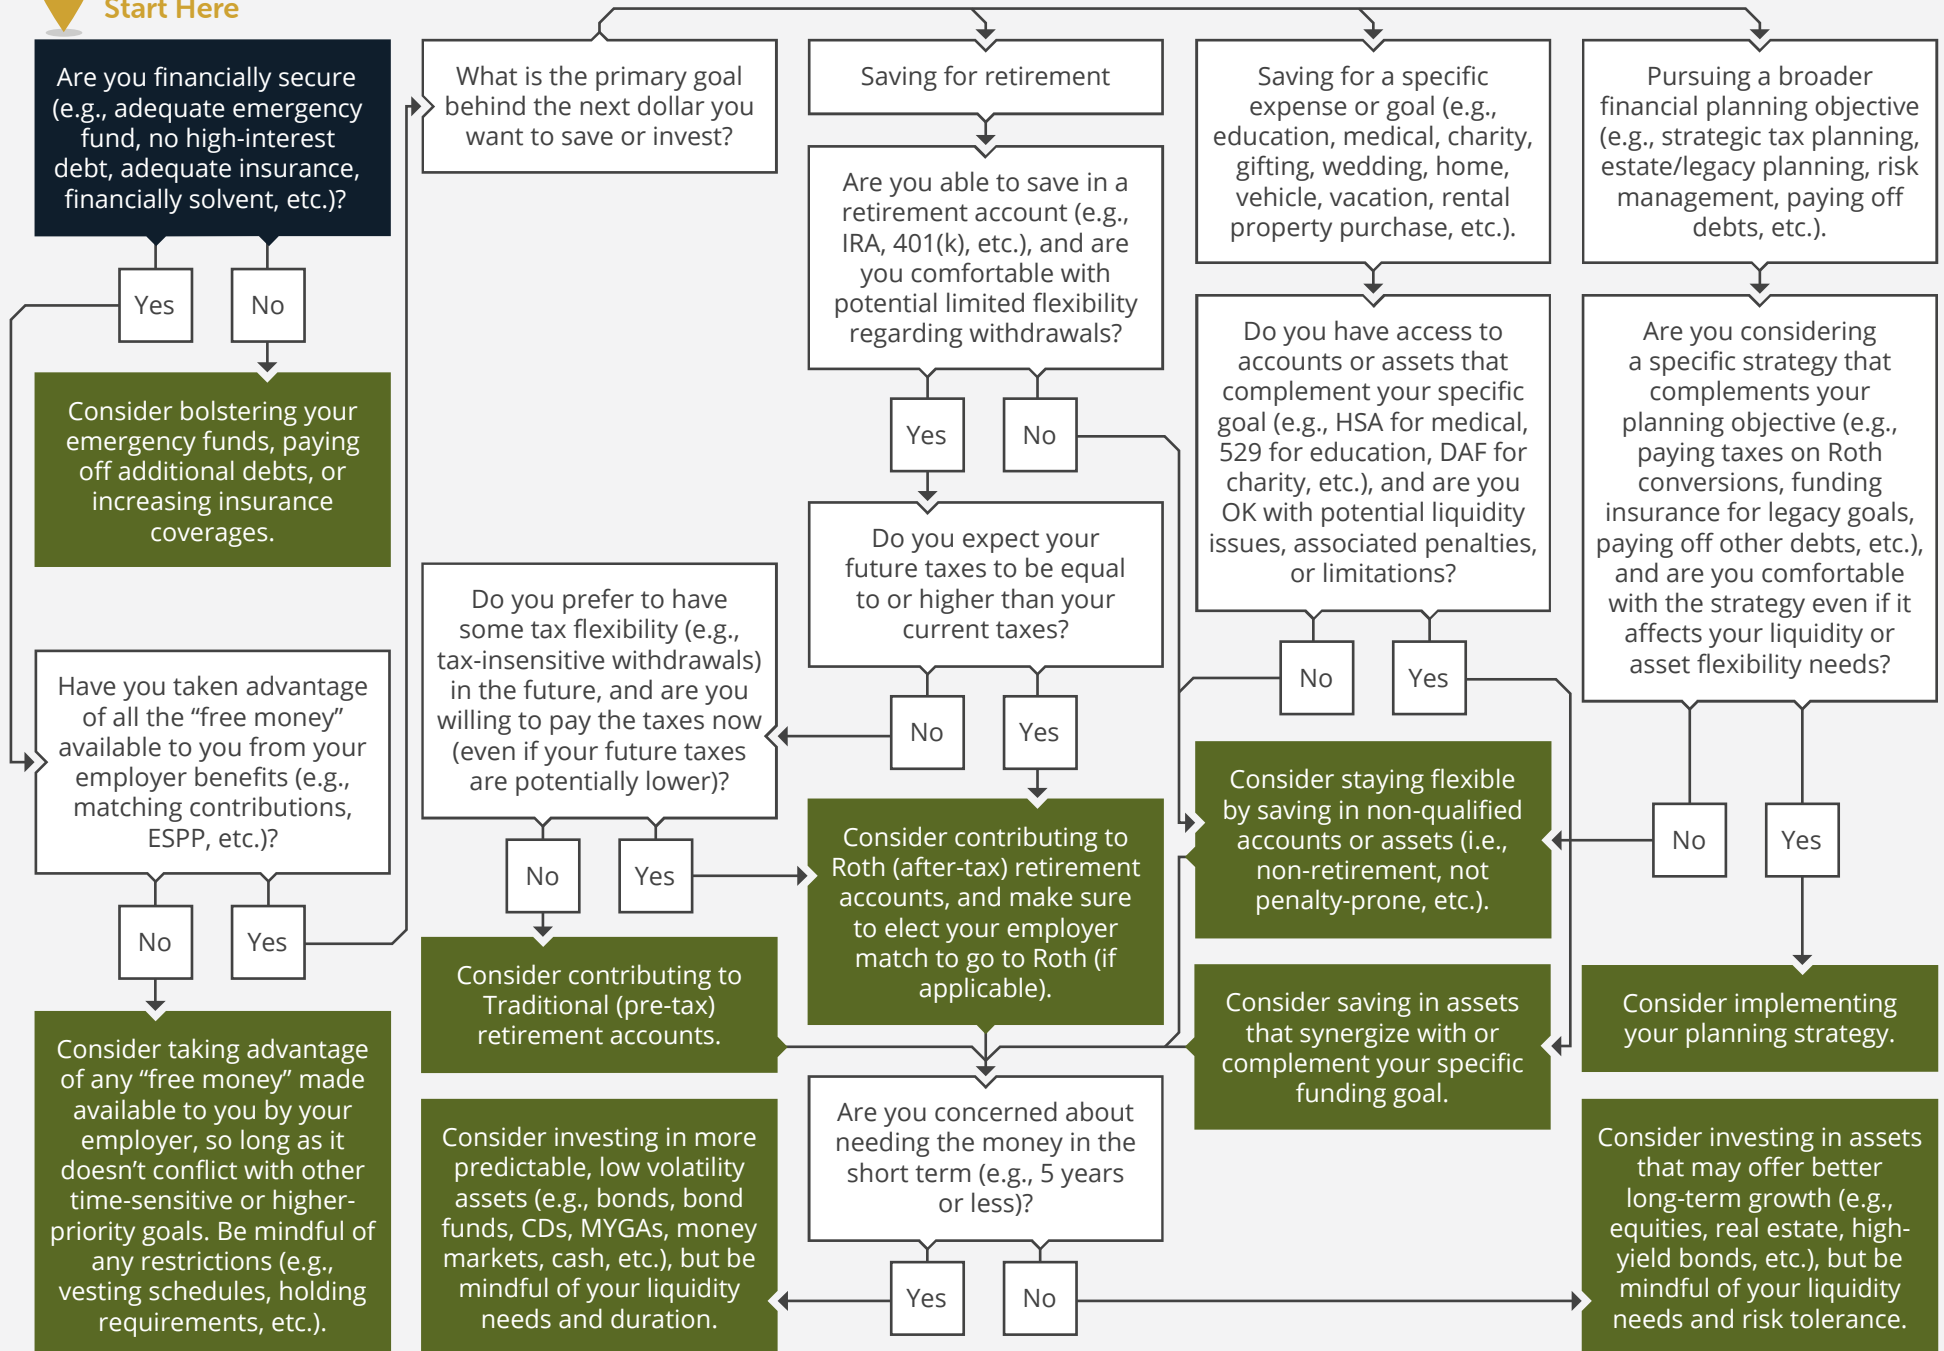 Start Here
Are you financially secure
(e.g., adequate emergency
fund, no high-interest
debt, adequate insurance,
financially solvent, etc.)?
Yes
No
Consider bolstering your
emergency funds, paying
off additional debts, or
increasing insurance
coverages.
Have you taken advantage
of all the “free money”
available to you from your
employer benefits (e.g.,
matching contributions,
ESPP, etc.)?
No
Yes
Consider taking advantage
of any “free money” made
available to you by your
employer, so long as it
doesn’t conflict with other
time-sensitive or higher-
priority goals. Be mindful of
any restrictions (e.g.,
vesting schedules, holding
requirements, etc.).
What is the primary goal
behind the next dollar you
want to save or invest?
Saving for retirement
Are you able to save in a
retirement account (e.g.,
IRA, 401(k), etc.), and are
you comfortable with
potential limited flexibility
regarding withdrawals?
Yes
No
Do you expect your
future taxes to be equal
to or higher than your
current taxes?
No
Yes
Do you prefer to have
some tax flexibility (e.g.,
tax-insensitive withdrawals)
in the future, and are you
willing to pay the taxes now
(even if your future taxes
are potentially lower)?
No
Yes
Consider contributing to
Traditional (pre-tax)
retirement accounts.
Consider contributing to
Roth (after-tax) retirement
accounts, and make sure
to elect your employer
match to go to Roth (if
applicable).
Saving for a specific
expense or goal (e.g.,
education, medical, charity,
gifting, wedding, home,
vehicle, vacation, rental
property purchase, etc.).
Do you have access to
accounts or assets that
complement your specific
goal (e.g., HSA for medical,
529 for education, DAF for
charity, etc.), and are you
OK with potential liquidity
issues, associated penalties,
or limitations?
No
Yes
Consider staying flexible
by saving in non-qualified
accounts or assets (i.e.,
non-retirement, not
penalty-prone, etc.).
Consider saving in assets
that synergize with or
complement your specific
funding goal.
Pursuing a broader
financial planning objective
(e.g., strategic tax planning,
estate/legacy planning, risk
management, paying off
debts, etc.).
Are you considering
a specific strategy that
complements your
planning objective (e.g.,
paying taxes on Roth
conversions, funding
insurance for legacy goals,
paying off other debts, etc.),
and are you comfortable
with the strategy even if it
affects your liquidity or
asset flexibility needs?
No
Yes
Consider implementing
your planning strategy.
Are you concerned about
needing the money in the
short term (e.g., 5 years
or less)?
Yes
No
Consider investing in more
predictable, low volatility
assets (e.g., bonds, bond
funds, CDs, MYGAs, money
markets, cash, etc.), but be
mindful of your liquidity
needs and duration.
Consider investing in assets
that may offer better
long-term growth (e.g.,
equities, real estate, high-
yield bonds, etc.), but be
mindful of your liquidity
needs and risk tolerance.